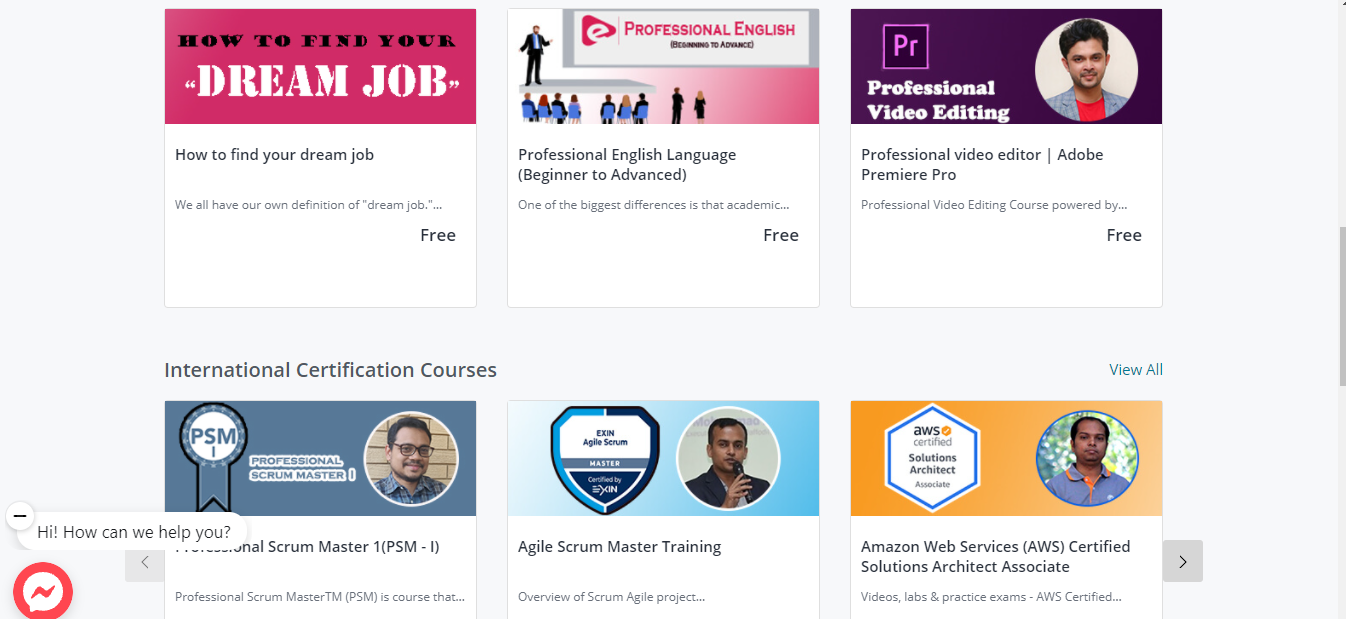 HOW TO FIND YOUR
“DREAM JOB”
How to find your dream job
We all have our own definition of "dream job."...
Free
PROFESSIONAL ENGLISH
(BEGINNING TO ADVANCE)
Professional English Language
(Beginner to Advanced)
One of the biggest differences is that academic...
Free
Pr
Professional
Video Editing
Professional video editor | Adobe
Premiere Pro
Professional Video Editing Course powered by...
Free
International Certification Courses
View All
PSM
I
PROFESSIONAL
SCRUM MASTER I
Professional Scrum Master 1(PSM - I)
Professional Scrum MasterTM (PSM) is course that...
EXIN
Agile Scrum
MASTER
Certified by
EXIN
Agile Scrum Master Training
Overview of Scrum Agile project...
aws
certified
Solutions
Architect
Associate
Amazon Web Services (AWS) Certified
Solutions Architect Associate
Videos, labs & practice exams - AWS Certified...
Hi! How can we help you?